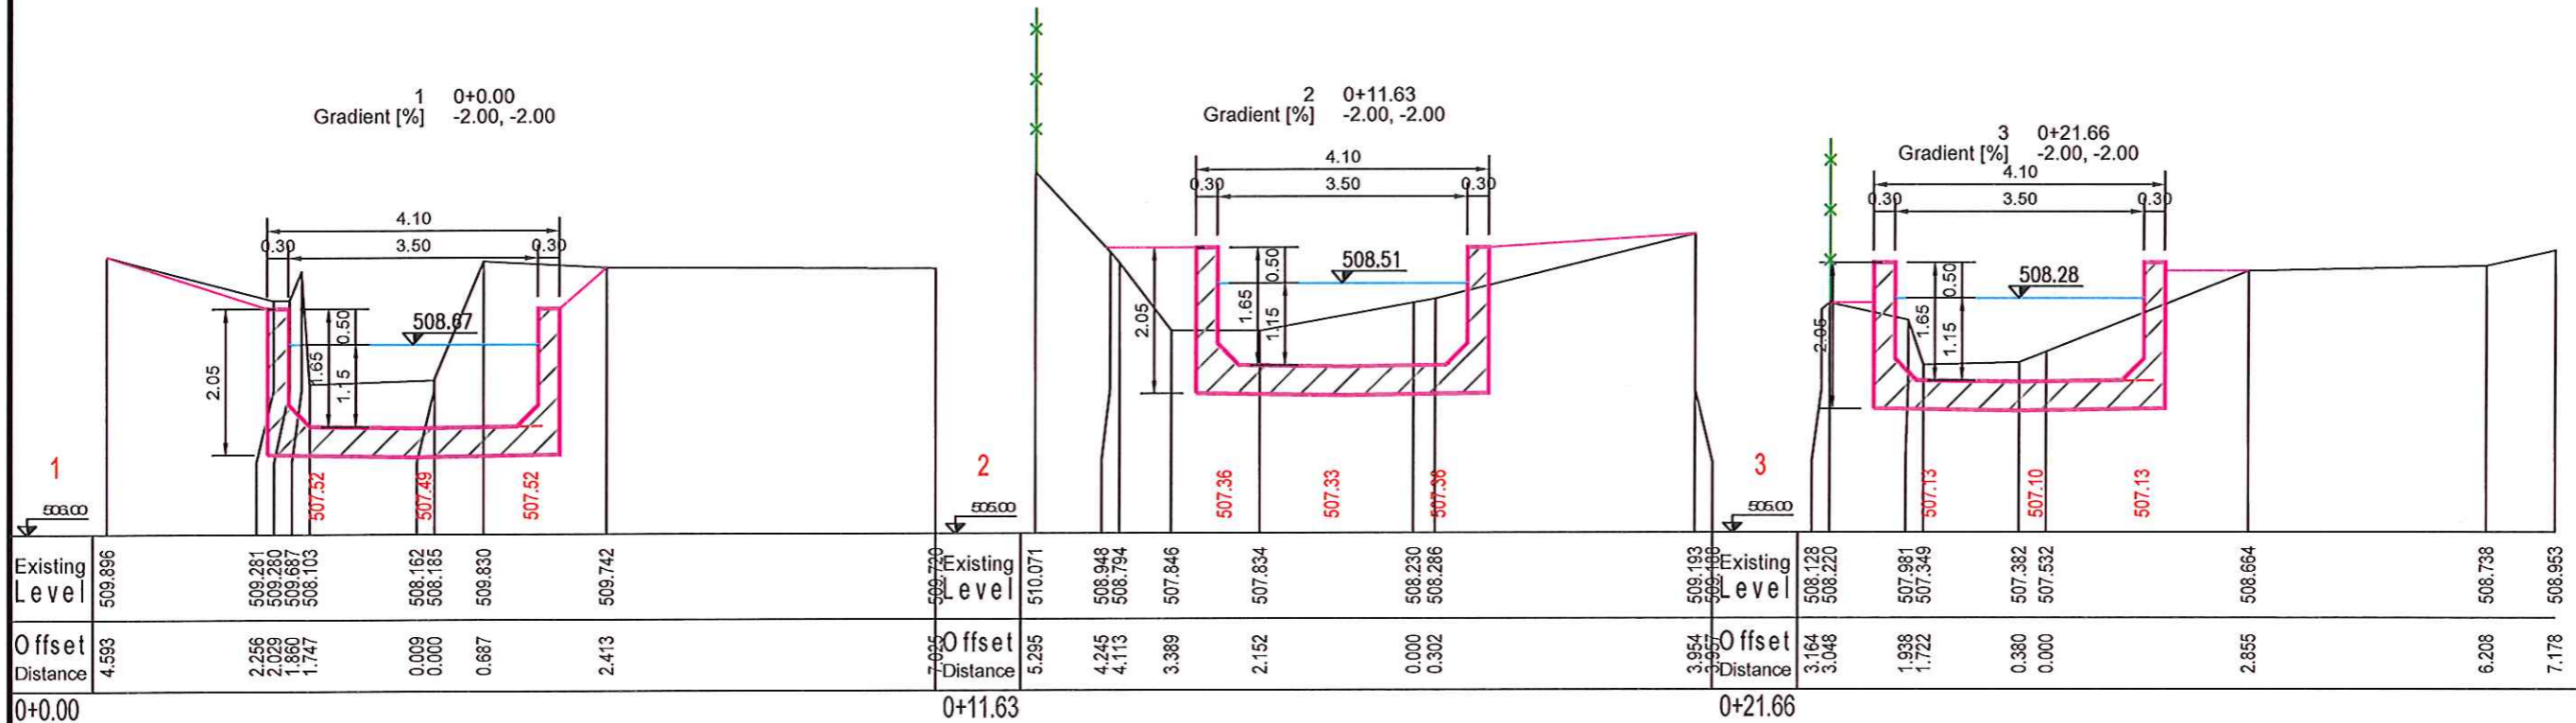 1 0+0.00
Gradient [%] -2.00, -2.00
4.10
0.30 3.50 0.30
2.05
1.65
0.50
1.15
508.67
1
507.52 507.49 507.52
506.00
Existing Level 509.896 509.281 509.280 509.637 508.103 508.162 508.185 509.830 509.742 509.720
Offset Distance 4.593 2.256 2.029 1.860 1.747 0.009 0.000 0.687 2.413 7.025
0+0.00
2 0+11.63
Gradient [%] -2.00, -2.00
4.10
0.30 3.50 0.30
2.05
1.65
0.50
1.15
508.51
2
507.36 507.33 507.36
505.00
Existing Level 510.071 508.948 508.794 507.846 507.834 508.230 508.286 509.193
Offset Distance 5.295 4.245 4.113 3.389 2.152 0.000 0.302 3.954
0+11.63
3 0+21.66
Gradient [%] -2.00, -2.00
4.10
0.30 3.50 0.30
2.05
1.65
0.50
1.15
508.28
3
507.13 507.10 507.13
505.00
Existing Level 508.128 508.220 507.981 507.349 507.382 507.532 508.664 508.738 508.953
Offset Distance 3.164 3.048 1.938 1.722 0.380 0.000 2.855 6.208 7.178
0+21.66